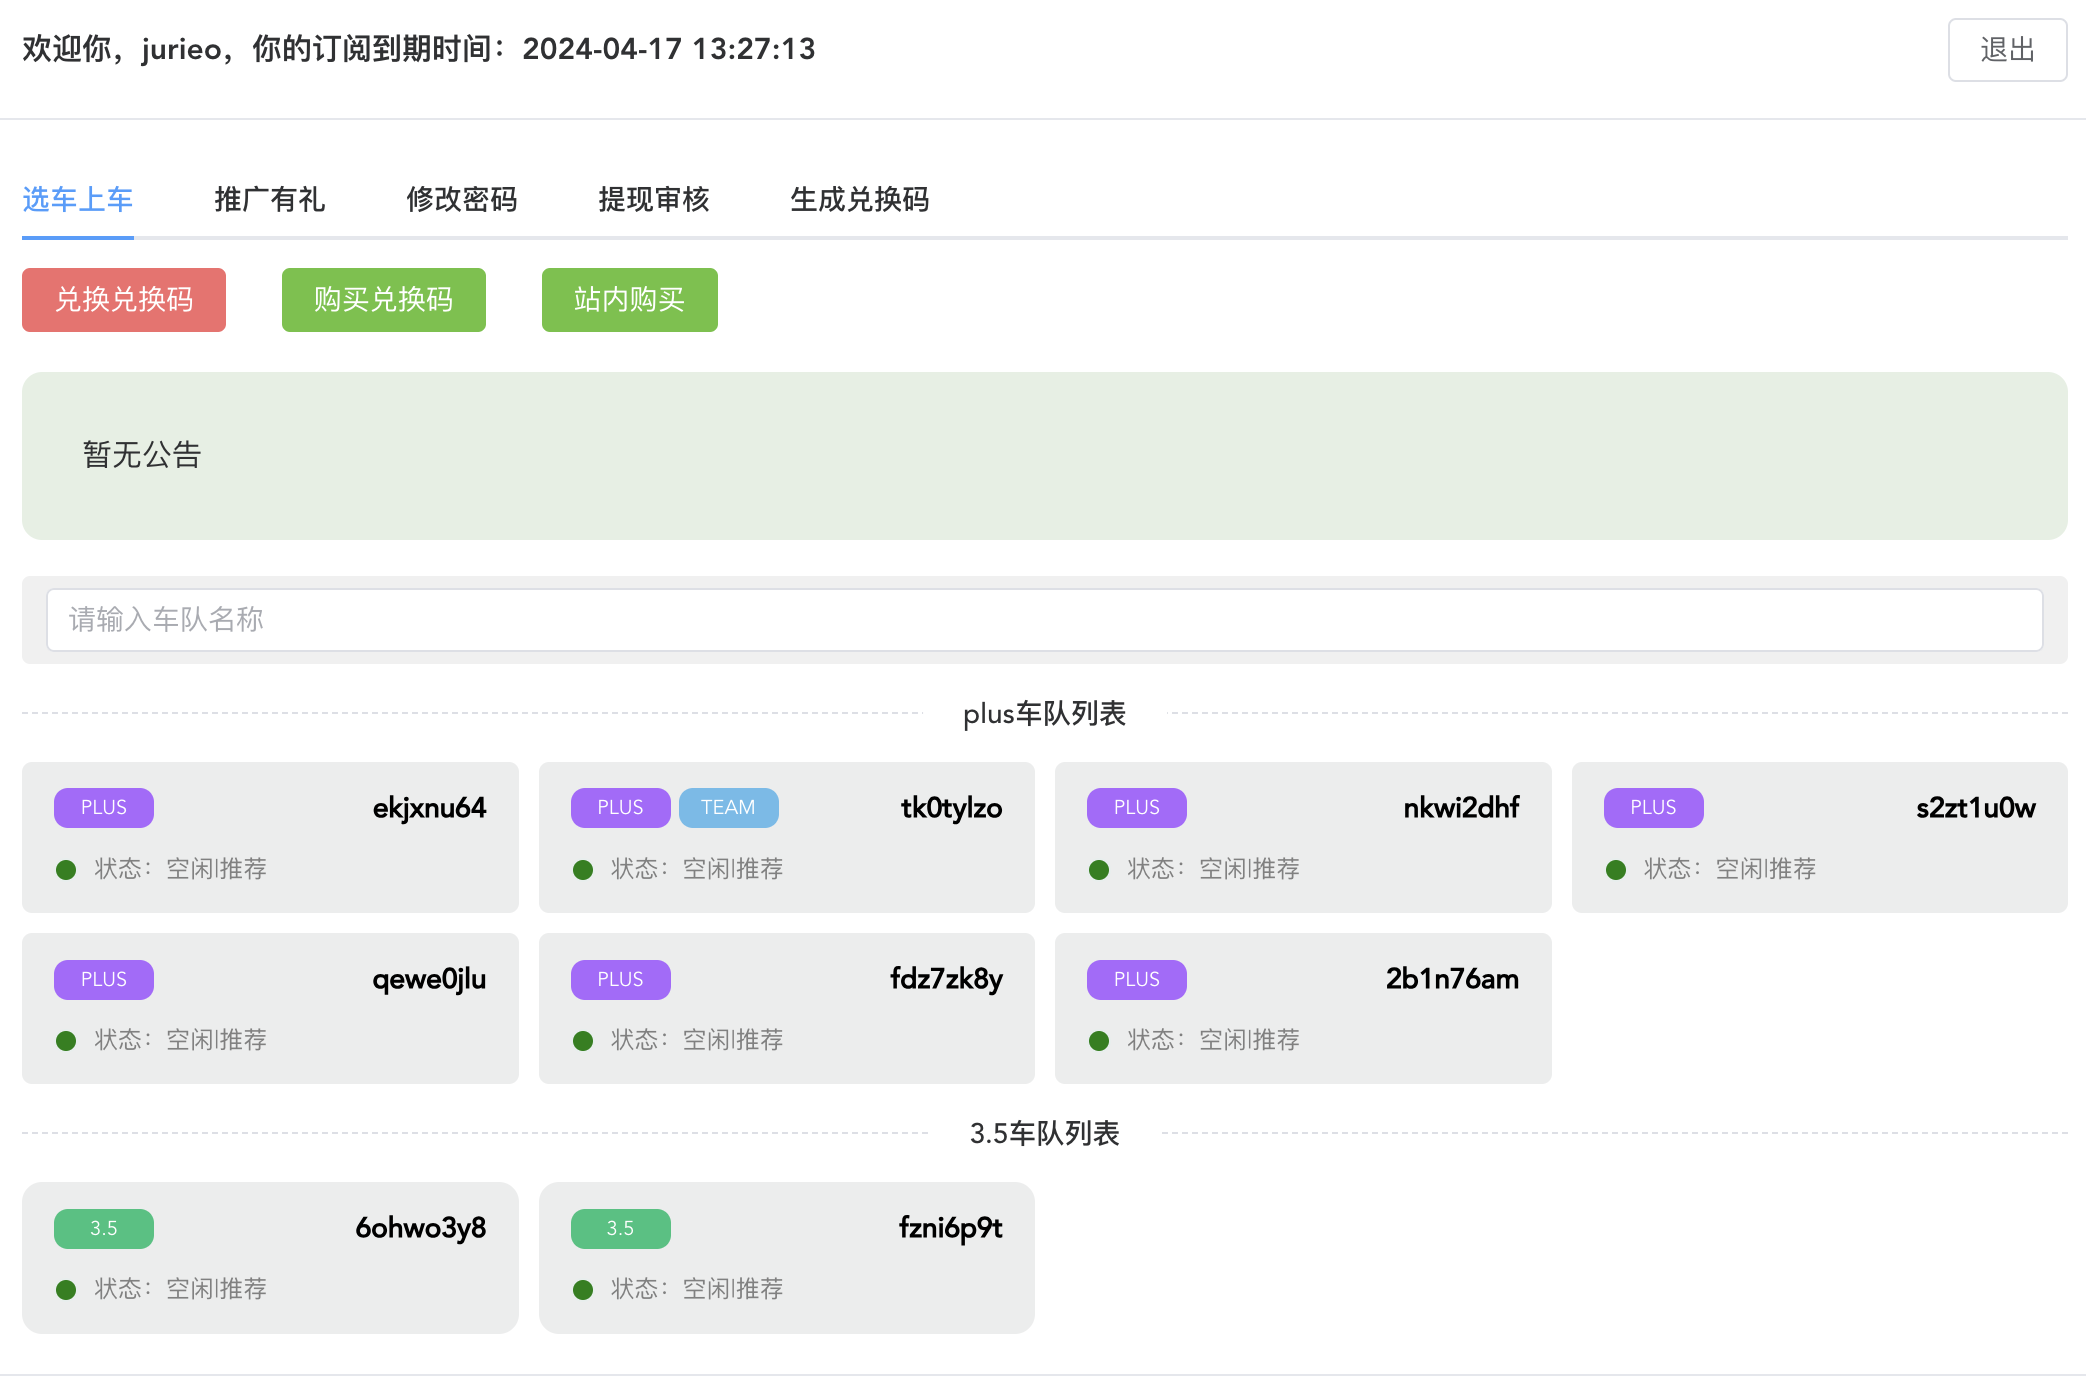 欢迎你，jurieo，你的订阅到期时间：2024-04-17 13:27:13
退出
选车上车 推广有礼 修改密码 提现审核 生成兑换码
兑换兑换码 购买兑换码 站内购买
暂无公告
请输入车队名称
plus车队列表
PLUS ekjxnu64
状态：空闲|推荐
PLUS TEAM tk0tylzo
状态：空闲|推荐
PLUS nkwi2dhf
状态：空闲|推荐
PLUS s2zt1u0w
状态：空闲|推荐
PLUS qewe0jlu
状态：空闲|推荐
PLUS fdz7zk8y
状态：空闲|推荐
PLUS 2b1n76am
状态：空闲|推荐
3.5车队列表
3.5 6ohwo3y8
状态：空闲|推荐
3.5 fzni6p9t
状态：空闲|推荐